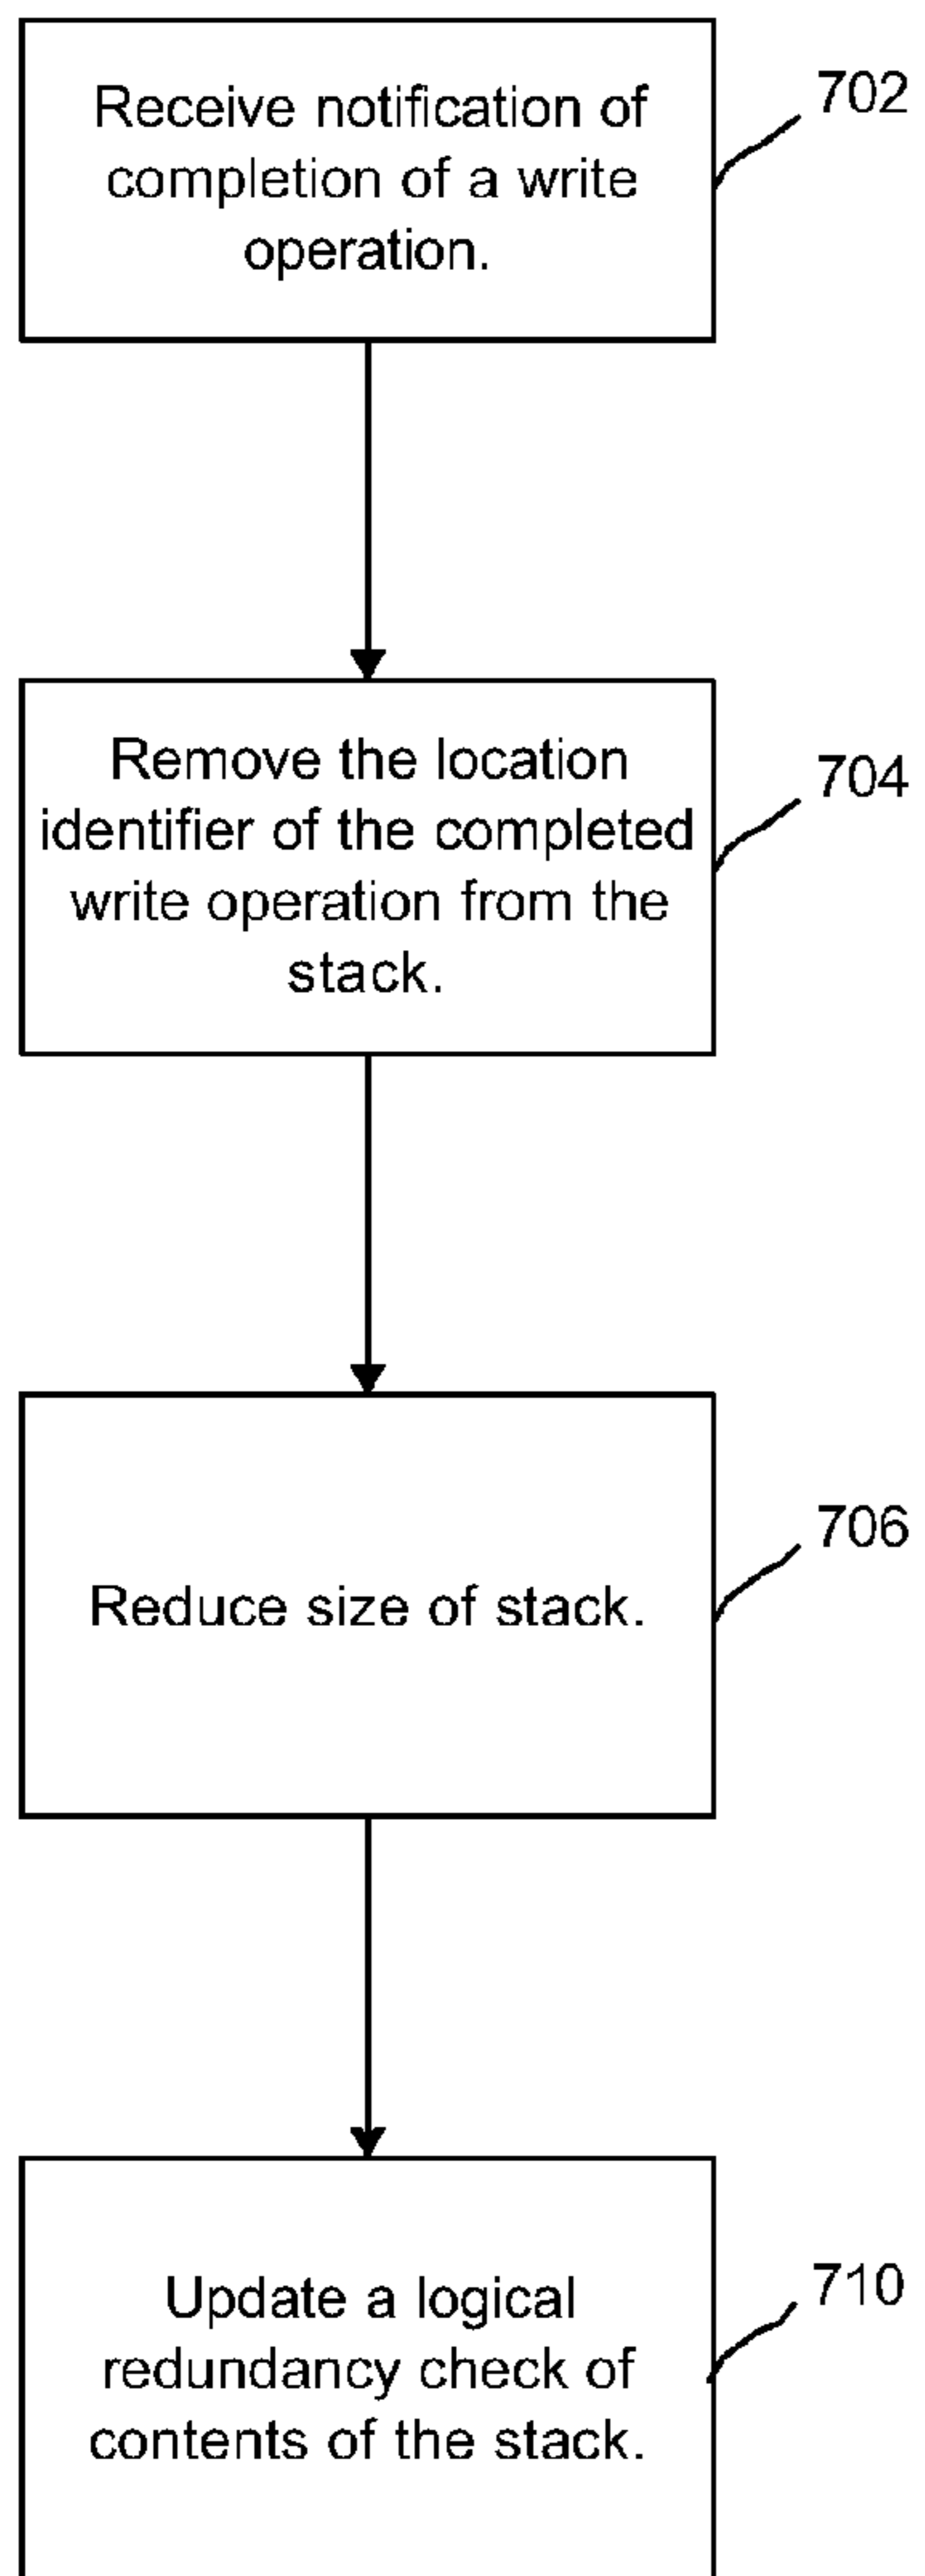 Receive notification of
completion of a write
operation.
702
Remove the location
identifier of the completed
write operation from the
stack.
704
Reduce size of stack.
706
Update a logical
redundancy check of
contents of the stack.
710